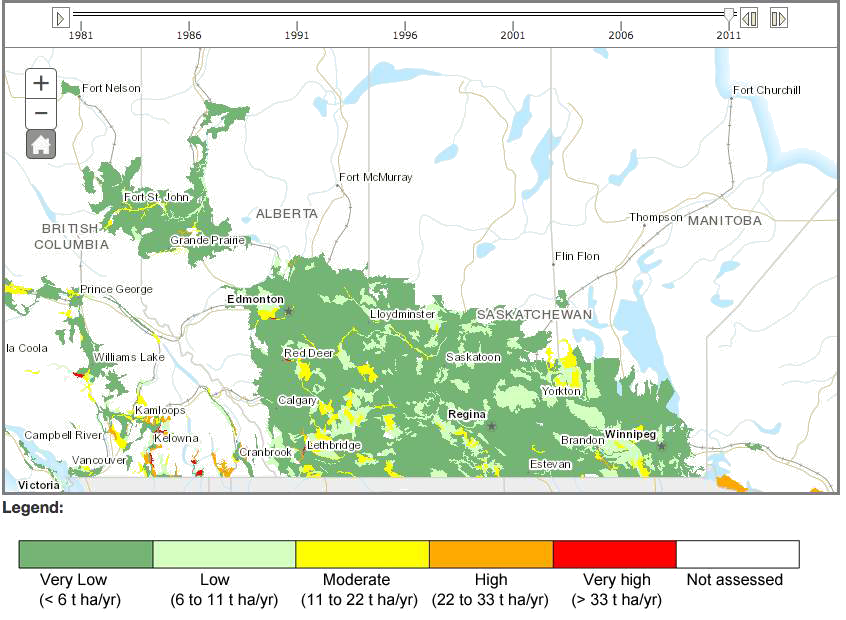 1981 1986 1991 1996 2001 2006 2011
+
Fort Nelson
Fort Churchill
−
Fort McMurray
Fort St. John
ALBERTA
Thompson
MANITOBA
BRITISH
COLUMBIA
Grande Prairie
Flin Flon
Prince George
Edmonton
Lloydminster
SASKATCHEWAN
la Coola
Williams Lake
Red Deer
Saskatoon
Calgary
Yorkton
Kamloops
Regina
Campbell River
Kelowna
Brandon
Winnipeg
Lethbridge
Cranbrook
Vancouver
Estevan
Victoria
Legend:
Very Low Low Moderate High Very high Not assessed
(< 6 t ha/yr) (6 to 11 t ha/yr) (11 to 22 t ha/yr) (22 to 33 t ha/yr) (> 33 t ha/yr)